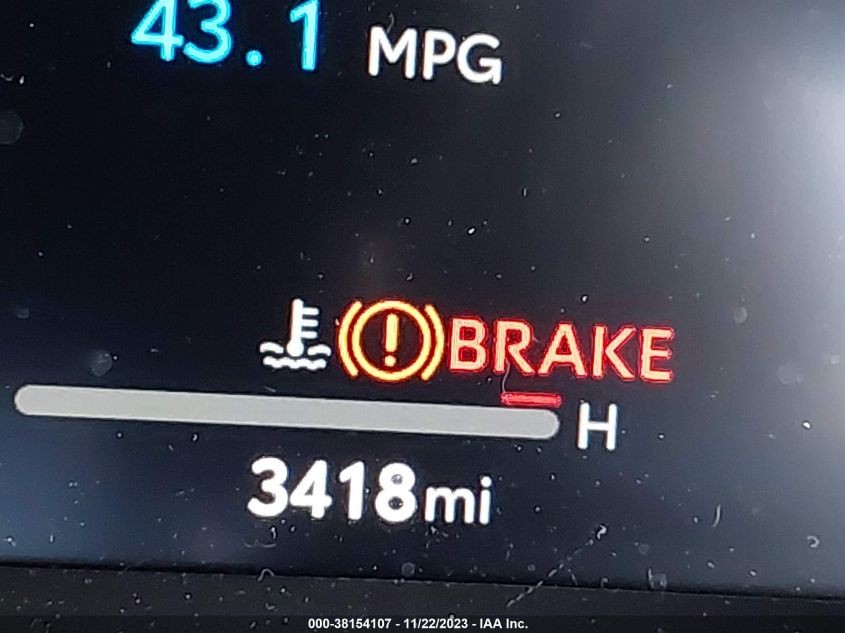 43.1 MPG
! BRAKE
H
3418mi
000-38154107 - 11/22/2023 - IAA Inc.